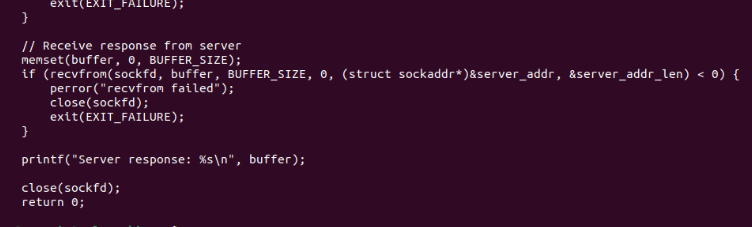 exit(EXIT_FAILURE);
}
// Receive response from server
memset(buffer, 0, BUFFER_SIZE);
if (recvfrom(sockfd, buffer, BUFFER_SIZE, 0, (struct sockaddr*)&server_addr, &server_addr_len) < 0) {
perror("recvfrom failed");
close(sockfd);
exit(EXIT_FAILURE);
}
printf("Server response: %s\n", buffer);
close(sockfd);
return 0;